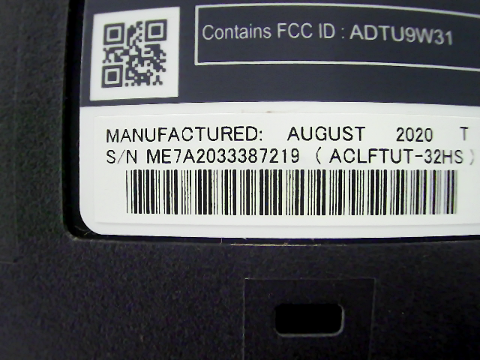 Contains FCC ID : ADTU9W31
MANUFACTURED: AUGUST 2020 T
S/N ME7A2033387219 ( ACLFTUT-32HS )